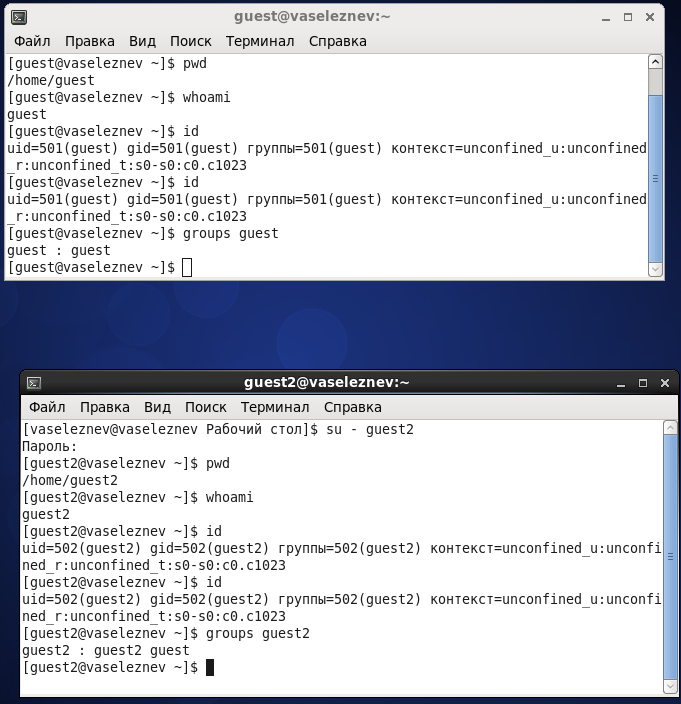 guest@vaseleznev:~
Файл Правка Вид Поиск Терминал Справка
[guest@vaseleznev ~]$ pwd
/home/guest
[guest@vaseleznev ~]$ whoami
guest
[guest@vaseleznev ~]$ id
uid=501(guest) gid=501(guest) группы=501(guest) контекст=unconfined_u:unconfined
_r:unconfined_t:s0-s0:c0.c1023
[guest@vaseleznev ~]$ id
uid=501(guest) gid=501(guest) группы=501(guest) контекст=unconfined_u:unconfined
_r:unconfined_t:s0-s0:c0.c1023
[guest@vaseleznev ~]$ groups guest
guest : guest
[guest@vaseleznev ~]$
guest2@vaseleznev:~
Файл Правка Вид Поиск Терминал Справка
[vaseleznev@vaseleznev Рабочий стол]$ su - guest2
Пароль:
[guest2@vaseleznev ~]$ pwd
/home/guest2
[guest2@vaseleznev ~]$ whoami
guest2
[guest2@vaseleznev ~]$ id
uid=502(guest2) gid=502(guest2) группы=502(guest2) контекст=unconfined_u:unconfi
ned_r:unconfined_t:s0-s0:c0.c1023
[guest2@vaseleznev ~]$ id
uid=502(guest2) gid=502(guest2) группы=502(guest2) контекст=unconfined_u:unconfi
ned_r:unconfined_t:s0-s0:c0.c1023
[guest2@vaseleznev ~]$ groups guest2
guest2 : guest2 guest
[guest2@vaseleznev ~]$